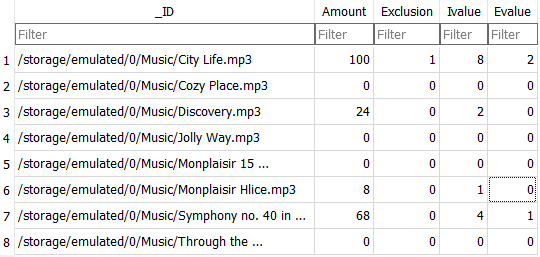 _ID Amount Exclusion Ivalue Evalue
Filter Filter Filter Filter Filter
1 /storage/emulated/0/Music/City Life.mp3 100 1 8 2
2 /storage/emulated/0/Music/Cozy Place.mp3 0 0 0 0
3 /storage/emulated/0/Music/Discovery.mp3 24 0 2 0
4 /storage/emulated/0/Music/Jolly Way.mp3 0 0 0 0
5 /storage/emulated/0/Music/Monplaisir 15 ... 0 0 0 0
6 /storage/emulated/0/Music/Monplaisir Hlice.mp3 8 0 1 0
7 /storage/emulated/0/Music/Symphony no. 40 in ... 68 0 4 1
8 /storage/emulated/0/Music/Through the ... 0 0 0 0